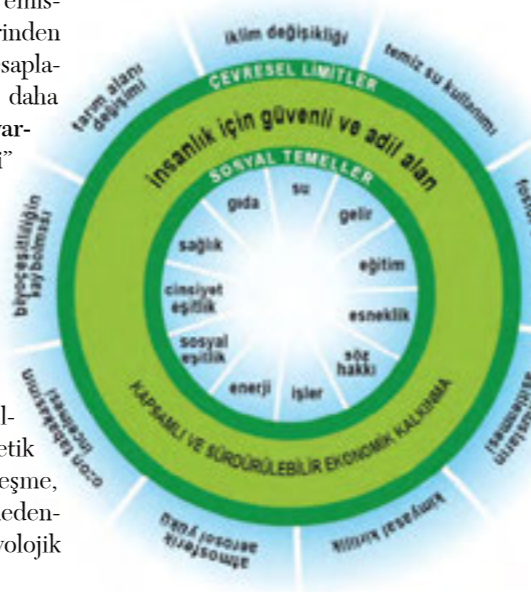 emis-
rinden
sapla-
daha
var-
i”
iklim değişikliği
temiz su kullanımı
tarım alanı
değişimi
ÇEVRESEL LİMİTLER
insanlık için güvenli ve adil alan
SOSYAL TEMELLER
su
gıda
gelir
sağlık
eğitim
cinsiyet
eşitlik
esneklik
sosyal
eşitlik
söz
hakkı
enerji
işler
biyoçeşitliliğin
kaybolması
KAPSAMLI VE SÜRDÜRÜLEBİLİR EKONOMİK KALKINMA
ozon tabakasının
incelmesi
atmosferik
aerosol yükü
kimyasal kirlilik
l-
etik
eşme,
neden-
yolojik